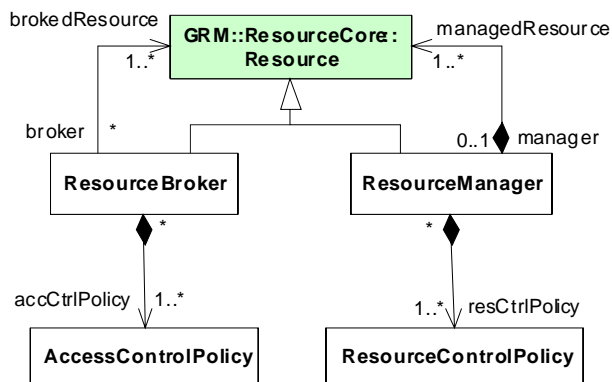 brokedResource
GRM::ResourceCore::
Resource
managedResource
1..*
1..*
broker
*
0..1
manager
ResourceBroker
ResourceManager
*
*
accCtrlPolicy
1..*
1..*
resCtrlPolicy
AccessControlPolicy
ResourceControlPolicy